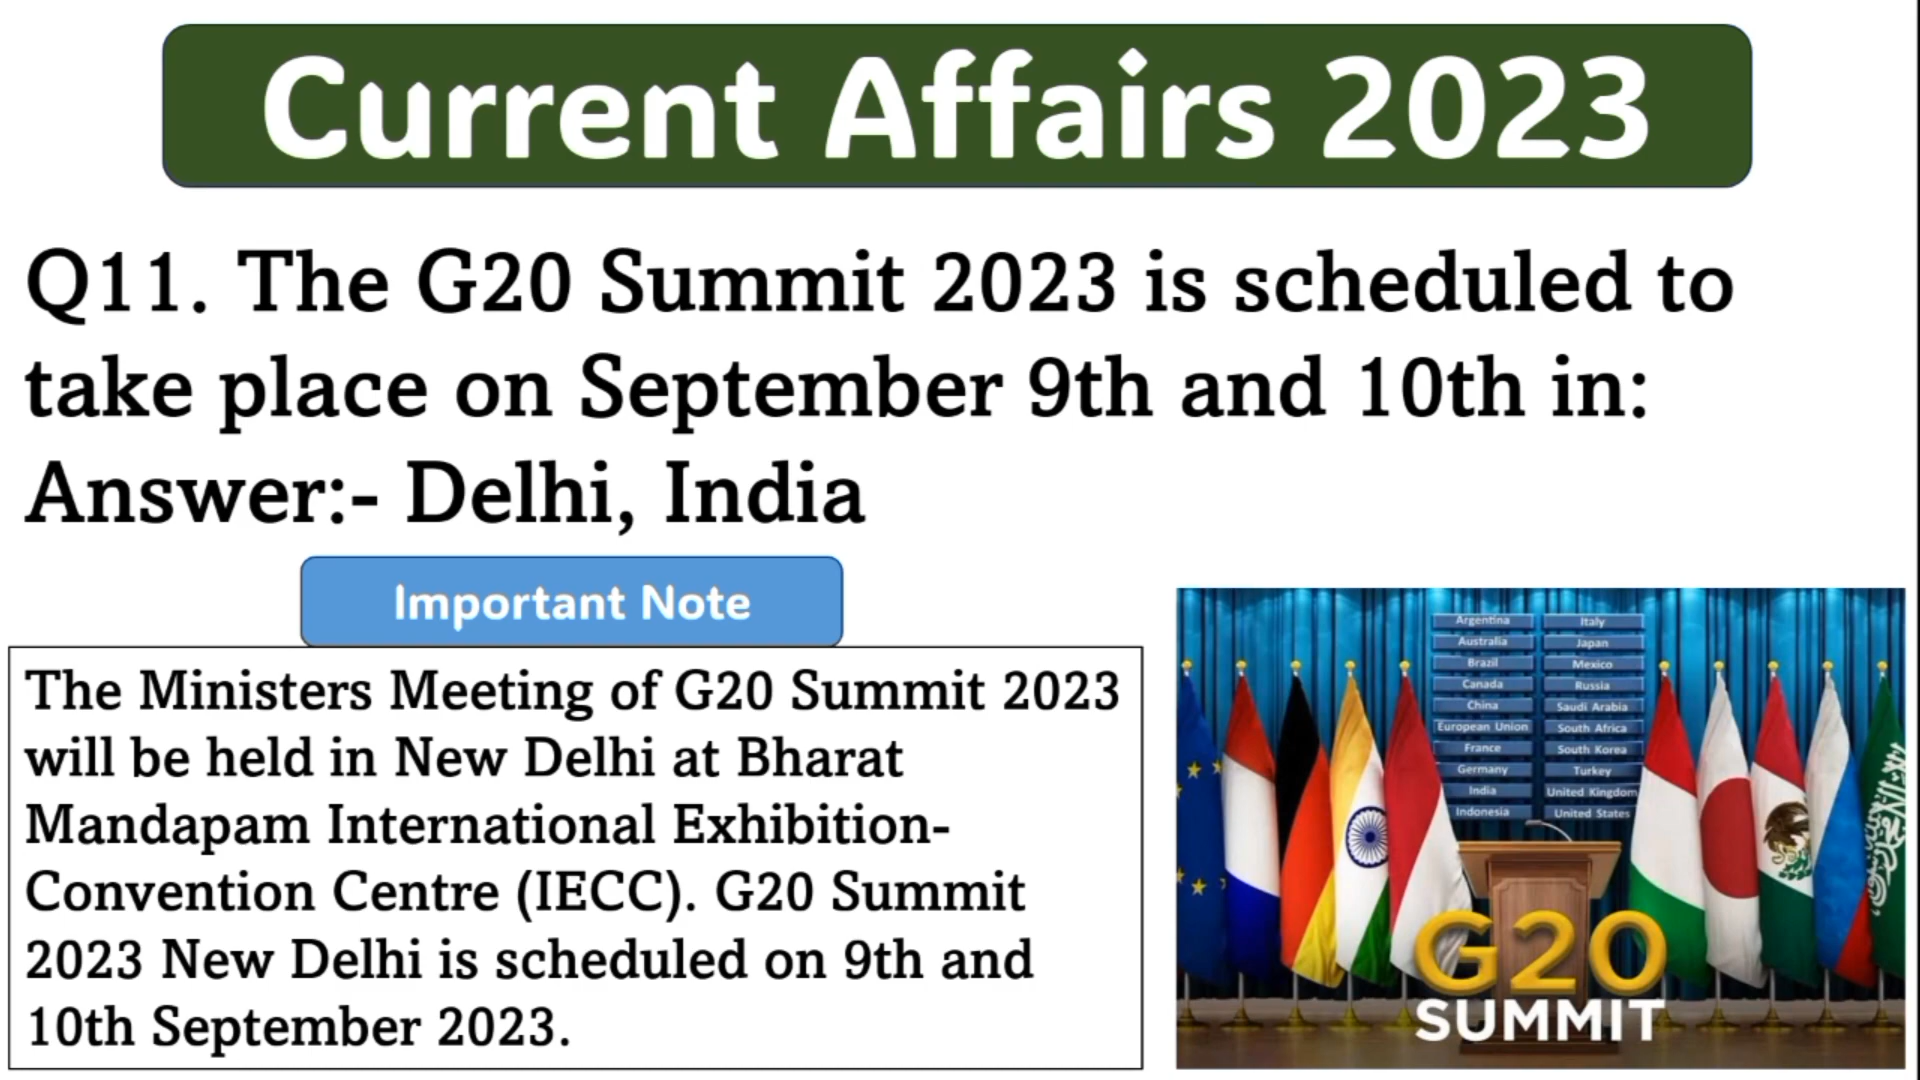 Current Affairs 2023
Q11. The G20 Summit 2023 is scheduled to
take place on September 9th and 10th in:
Answer:- Delhi, India
Important Note
The Ministers Meeting of G20 Summit 2023
will be held in New Delhi at Bharat
Mandapam International Exhibition-
Convention Centre (IECC). G20 Summit
2023 New Delhi is scheduled on 9th and
10th September 2023.
Argentina
Australia
Brazil
Canada
China
European Union
France
Germany
India
Indonesia
Italy
Japan
Mexico
Russia
Saudi Arabia
South Africa
South Korea
Turkey
United Kingdom
United States
G20
SUMMIT